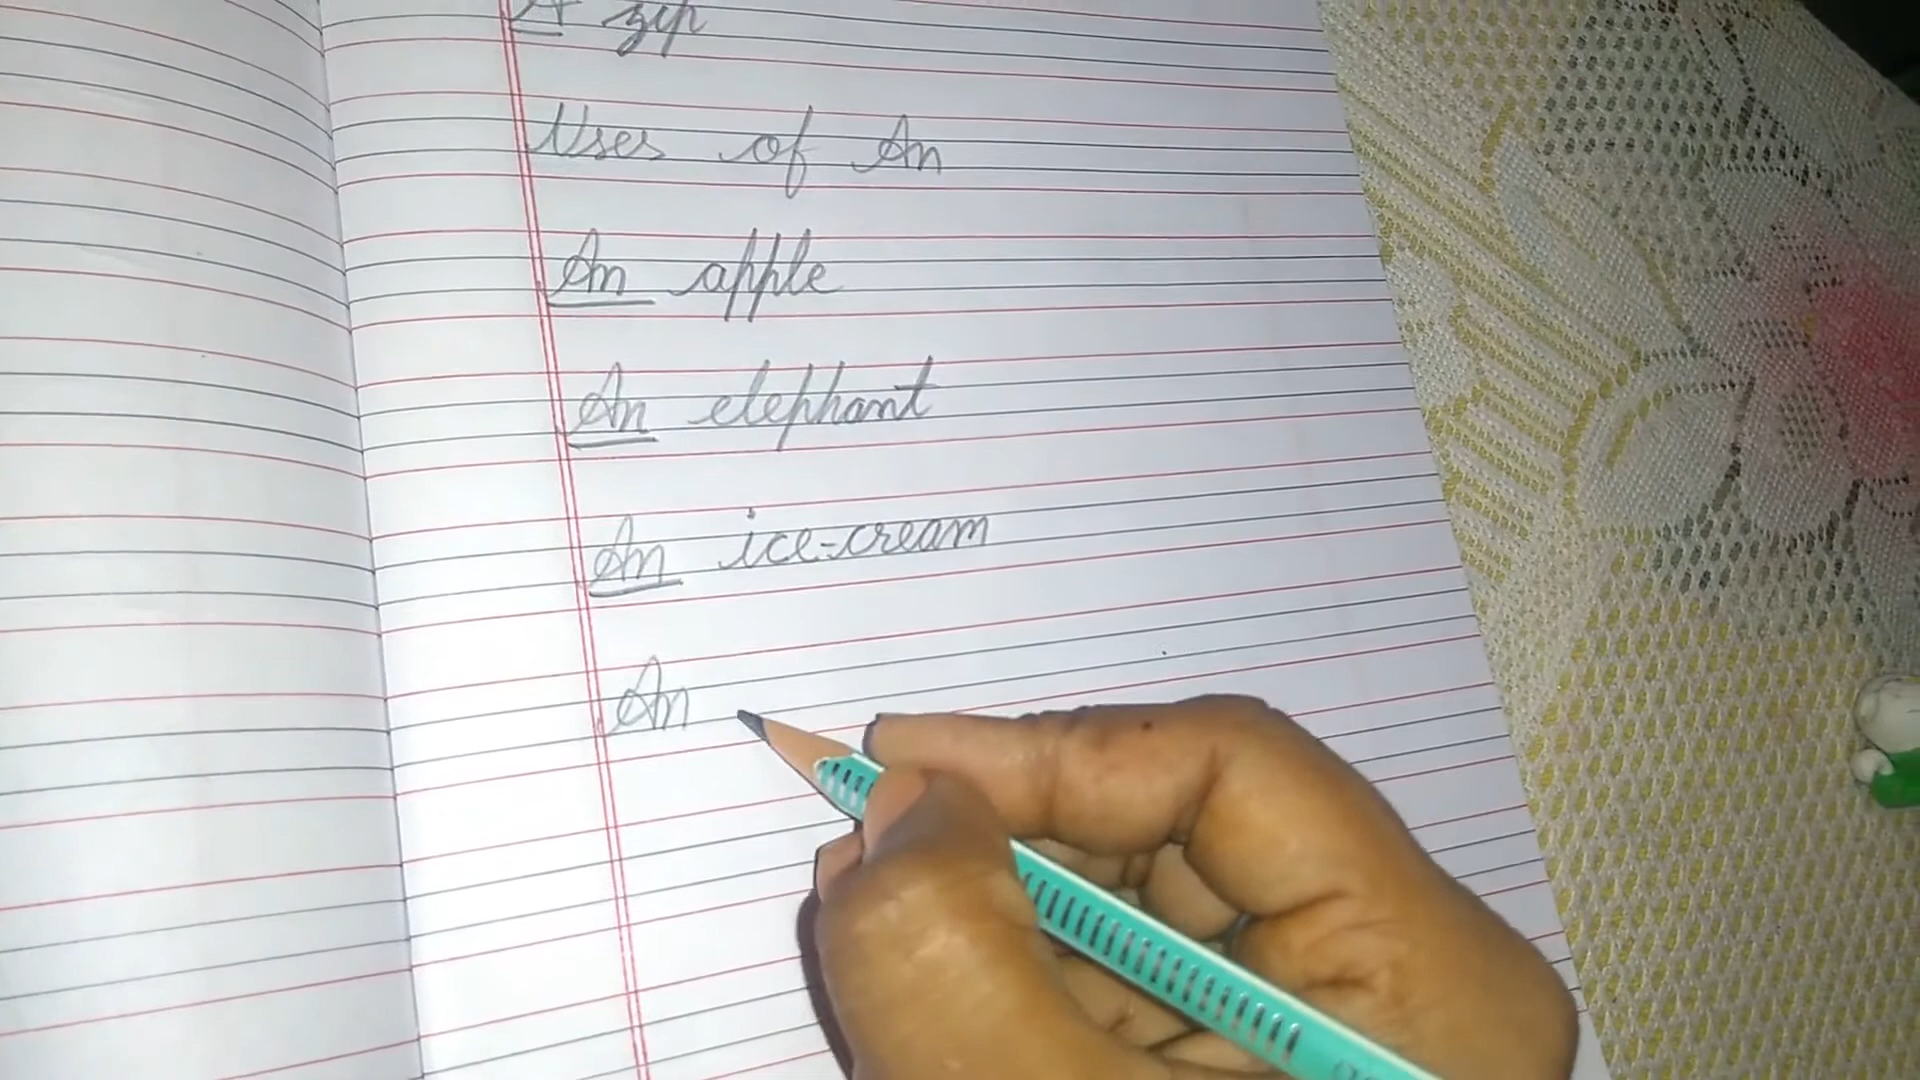 A zip
Uses of An
An apple
An elephant
An ice-cream
An